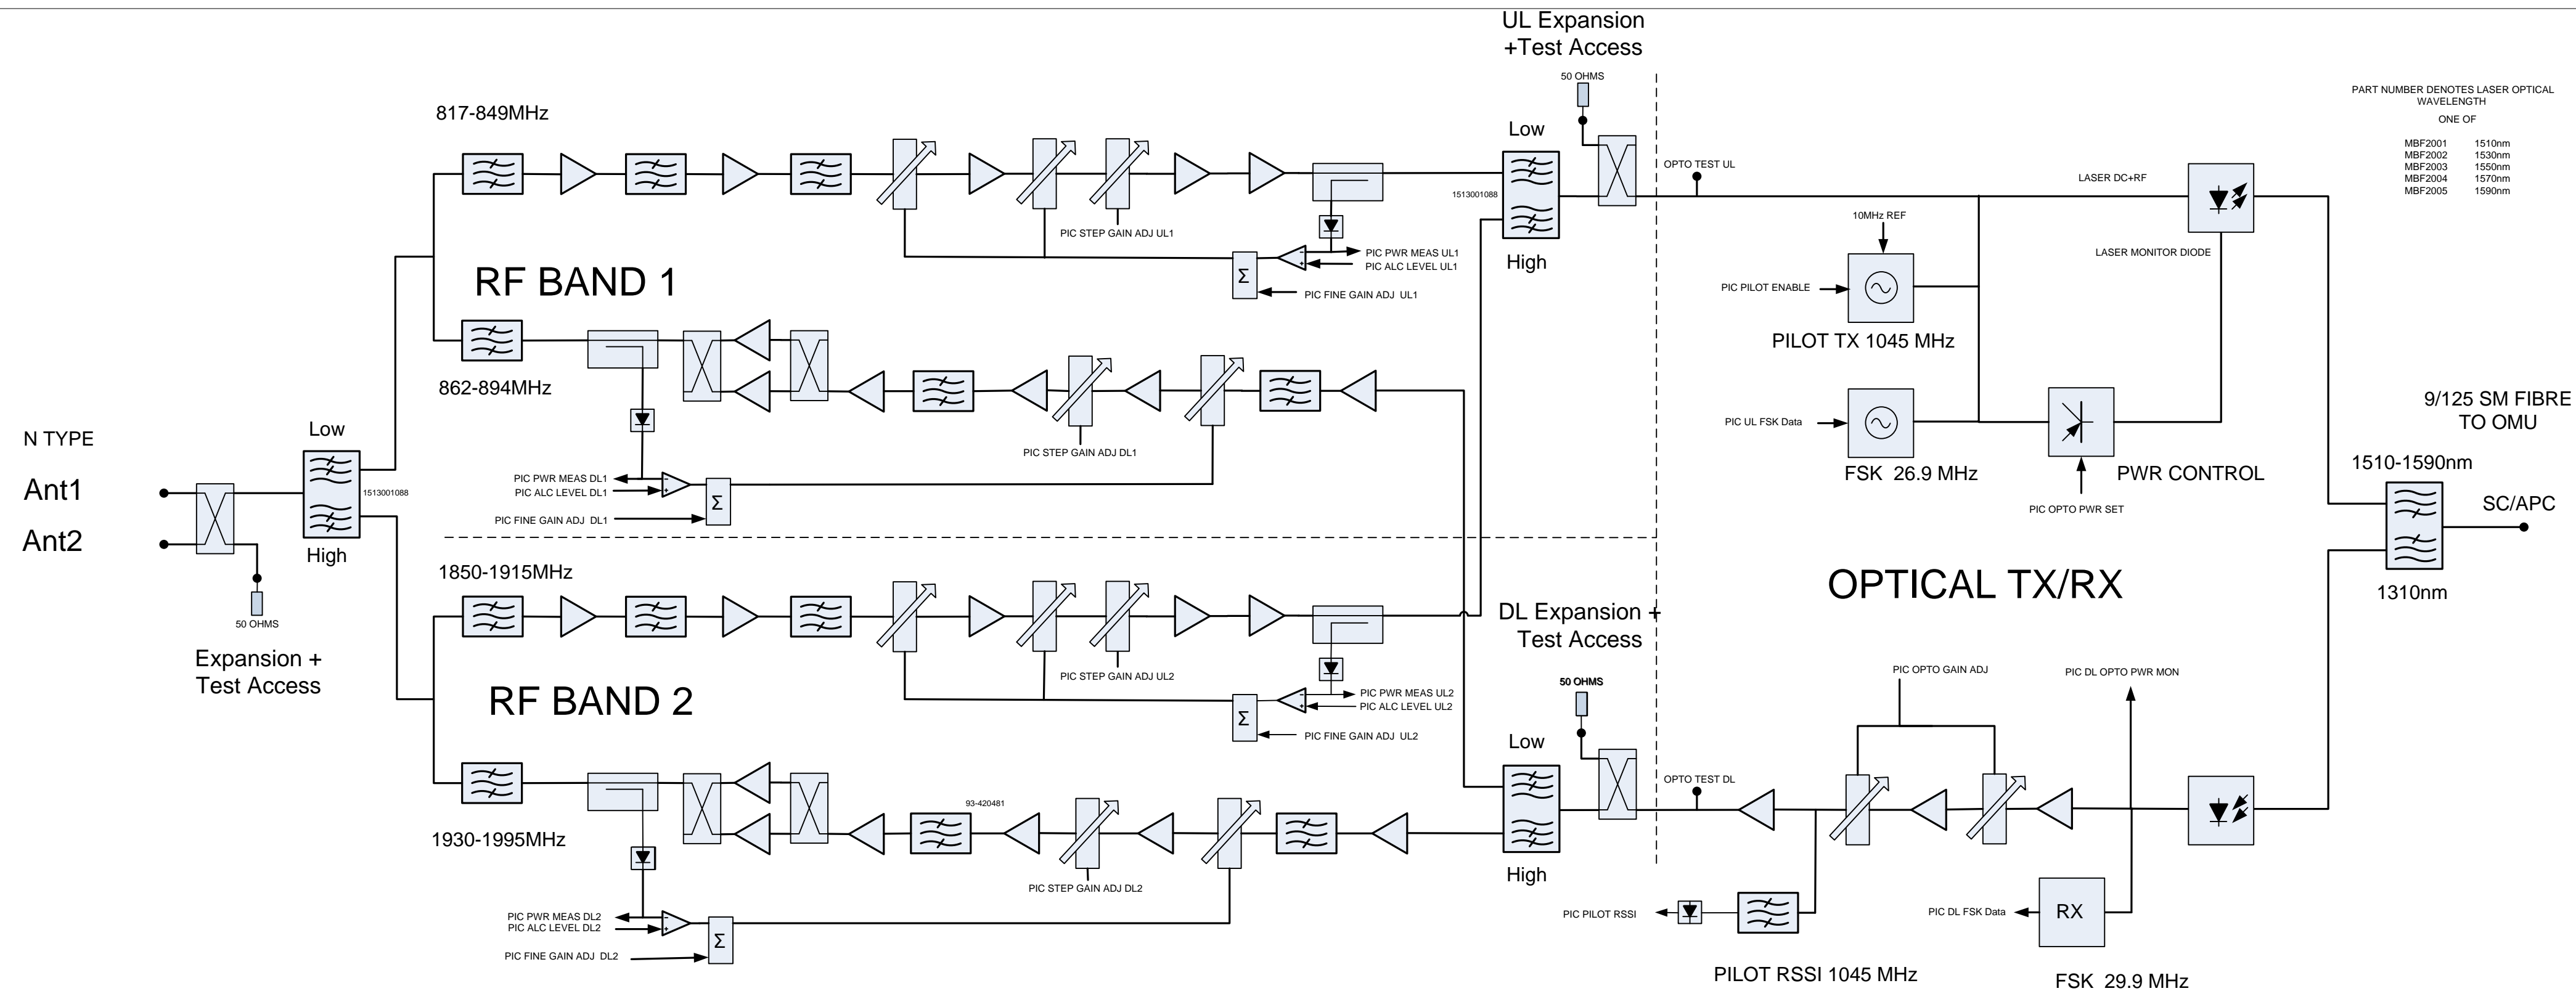 UL Expansion
+Test Access
50 OHMS
PART NUMBER DENOTES LASER OPTICAL
WAVELENGTH
ONE OF
MBF2001 1510nm
MBF2002 1530nm
MBF2003 1550nm
MBF2004 1570nm
MBF2005 1590nm
817-849MHz
Low
1513001088
High
OPTO TEST UL
LASER DC+RF
10MHz REF
PIC STEP GAIN ADJ UL1
PIC PWR MEAS UL1
PIC ALC LEVEL UL1
Σ
PIC FINE GAIN ADJ  UL1
LASER MONITOR DIODE
PIC PILOT ENABLE
PILOT TX 1045 MHz
RF BAND 1
862-894MHz
PIC STEP GAIN ADJ DL1
PIC PWR MEAS DL1
PIC ALC LEVEL DL1
Σ
PIC FINE GAIN ADJ  DL1
PIC UL FSK Data
FSK  26.9 MHz
PWR CONTROL
PIC OPTO PWR SET
9/125 SM FIBRE
TO OMU
1510-1590nm
SC/APC
1310nm
N TYPE
Ant1
Ant2
Low
1513001088
High
50 OHMS
Expansion +
Test Access
1850-1915MHz
OPTICAL TX/RX
DL Expansion +
Test Access
50 OHMS
PIC STEP GAIN ADJ UL2
PIC PWR MEAS UL2
PIC ALC LEVEL UL2
Σ
PIC FINE GAIN ADJ  UL2
RF BAND 2
PIC OPTO GAIN ADJ
PIC DL OPTO PWR MON
Low
High
OPTO TEST DL
93-420481
1930-1995MHz
PIC STEP GAIN ADJ DL2
PIC PWR MEAS DL2
PIC ALC LEVEL DL2
Σ
PIC FINE GAIN ADJ  DL2
PIC PILOT RSSI
PIC DL FSK Data
RX
PILOT RSSI 1045 MHz
FSK  29.9 MHz